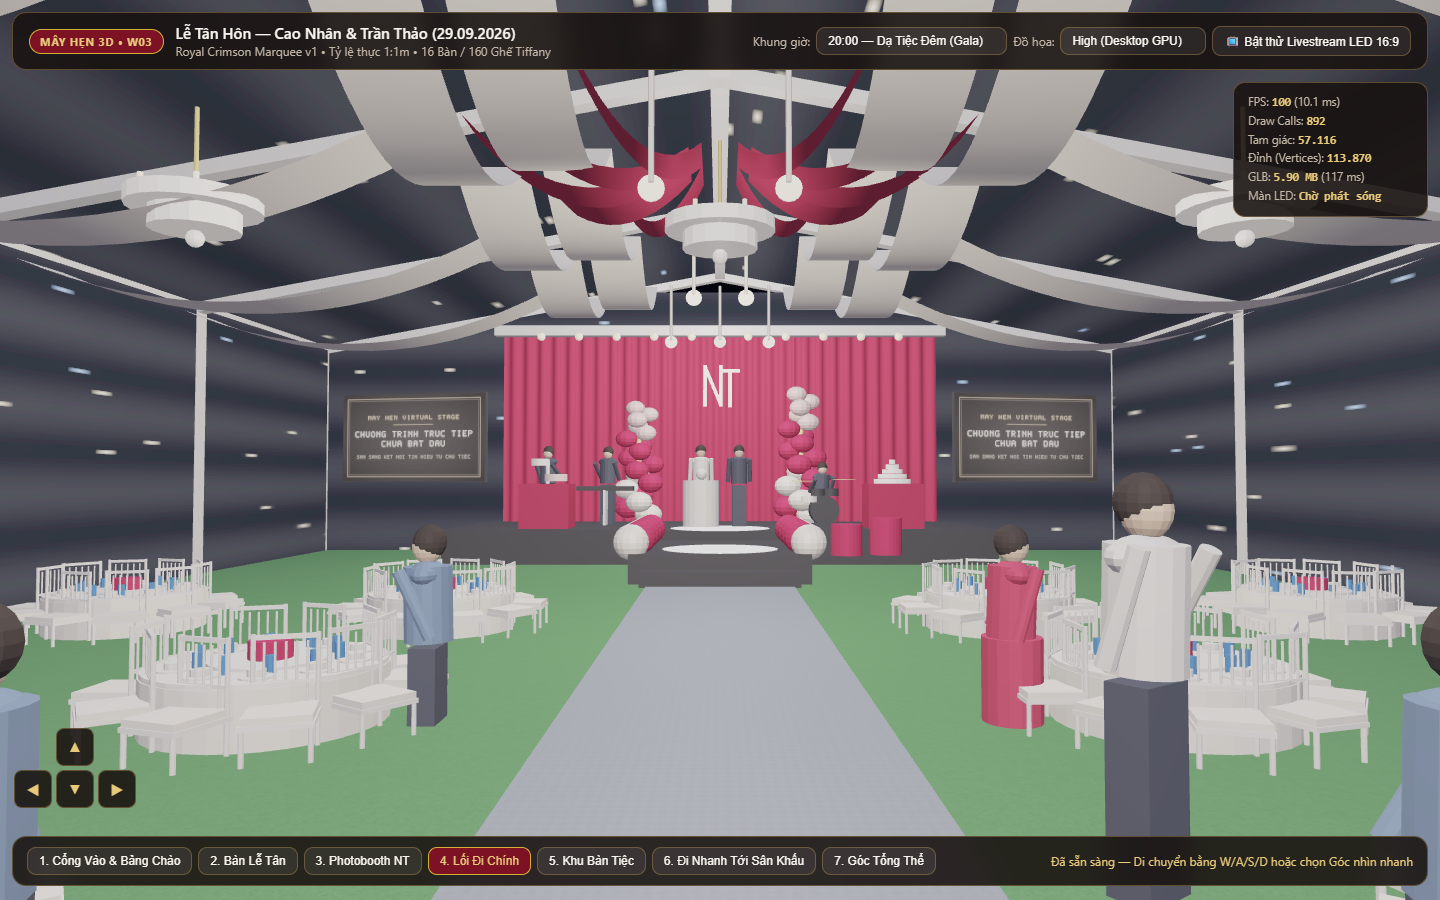 MÂY HẸN 3D • W03
Lễ Tân Hôn — Cao Nhân & Trần Thảo (29.09.2026)
Royal Crimson Marquee v1 • Tỷ lệ thực 1:1m • 16 Bàn / 160 Ghế Tiffany
Khung giờ:
20:00 — Dạ Tiệc Đêm (Gala)
Đồ họa:
High (Desktop GPU)
Bật thử Livestream LED 16:9
FPS: 100 (10.1 ms)
Draw Calls: 892
Tam giác: 57.116
Đỉnh (Vertices): 113.870
GLB: 5.90 MB (117 ms)
Màn LED: Chờ phát sóng
NT
MAY HEN VIRTUAL STAGE
CHUONG TRINH TRUC TIEP
CHUA BAT DAU
MAY HEN VIRTUAL STAGE
CHUONG TRINH TRUC TIEP
CHUA BAT DAU
1. Cổng Vào & Bảng Chào
2. Bàn Lễ Tân
3. Photobooth NT
4. Lối Đi Chính
5. Khu Bàn Tiệc
6. Đi Nhanh Tới Sân Khấu
7. Góc Tổng Thể
Đã sẵn sàng — Di chuyển bằng W/A/S/D hoặc chọn Góc nhìn nhanh